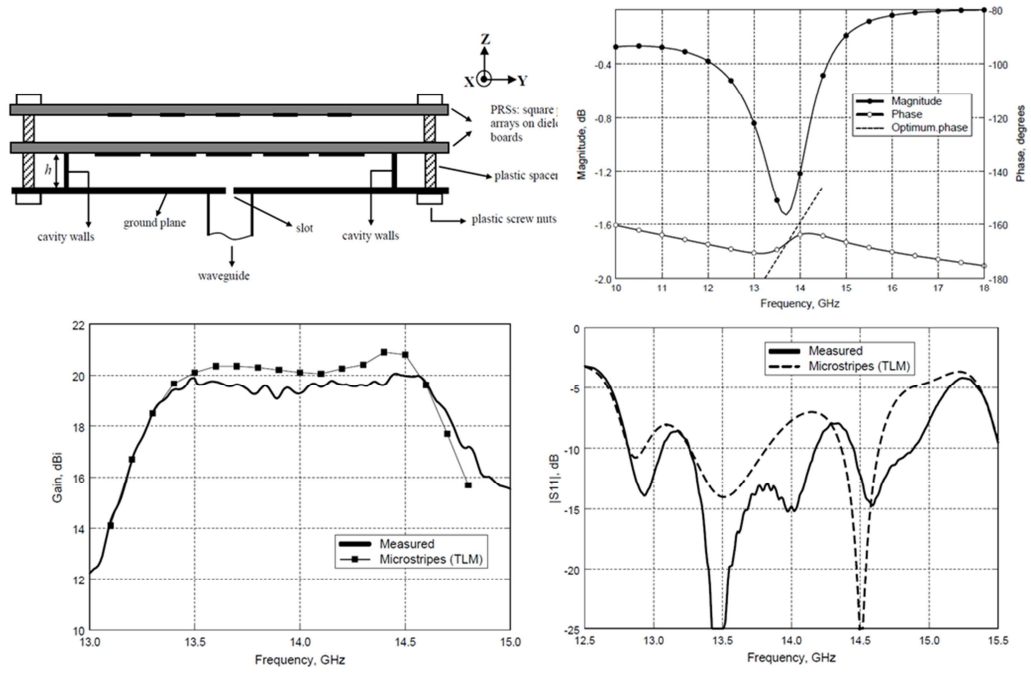 Z
X
Y
PRSs: square
arrays on
boards
h
plastic
plastic screw nuts
ground plane
slot
cavity walls
cavity walls
waveguide
Magnitude, dB
-0.4
-0.8
-1.2
-1.6
-2.0
10 11 12 13 14 15 16 17 18
Frequency, GHz
-80
-100
-120
-140
-160
-180
Phase, degrees
Magnitude
Phase
Optimum.phase
Gain, dBi
22
20
18
16
14
12
10
13.0 13.5 14.0 14.5 15.0
Frequency, GHz
Measured
Microstripes (TLM)
|S11|, dB
0
-5
-10
-15
-20
-25
12.5 13.0 13.5 14.0 14.5 15.0 15.5
Frequency, GHz
Measured
Microstripes (TLM)